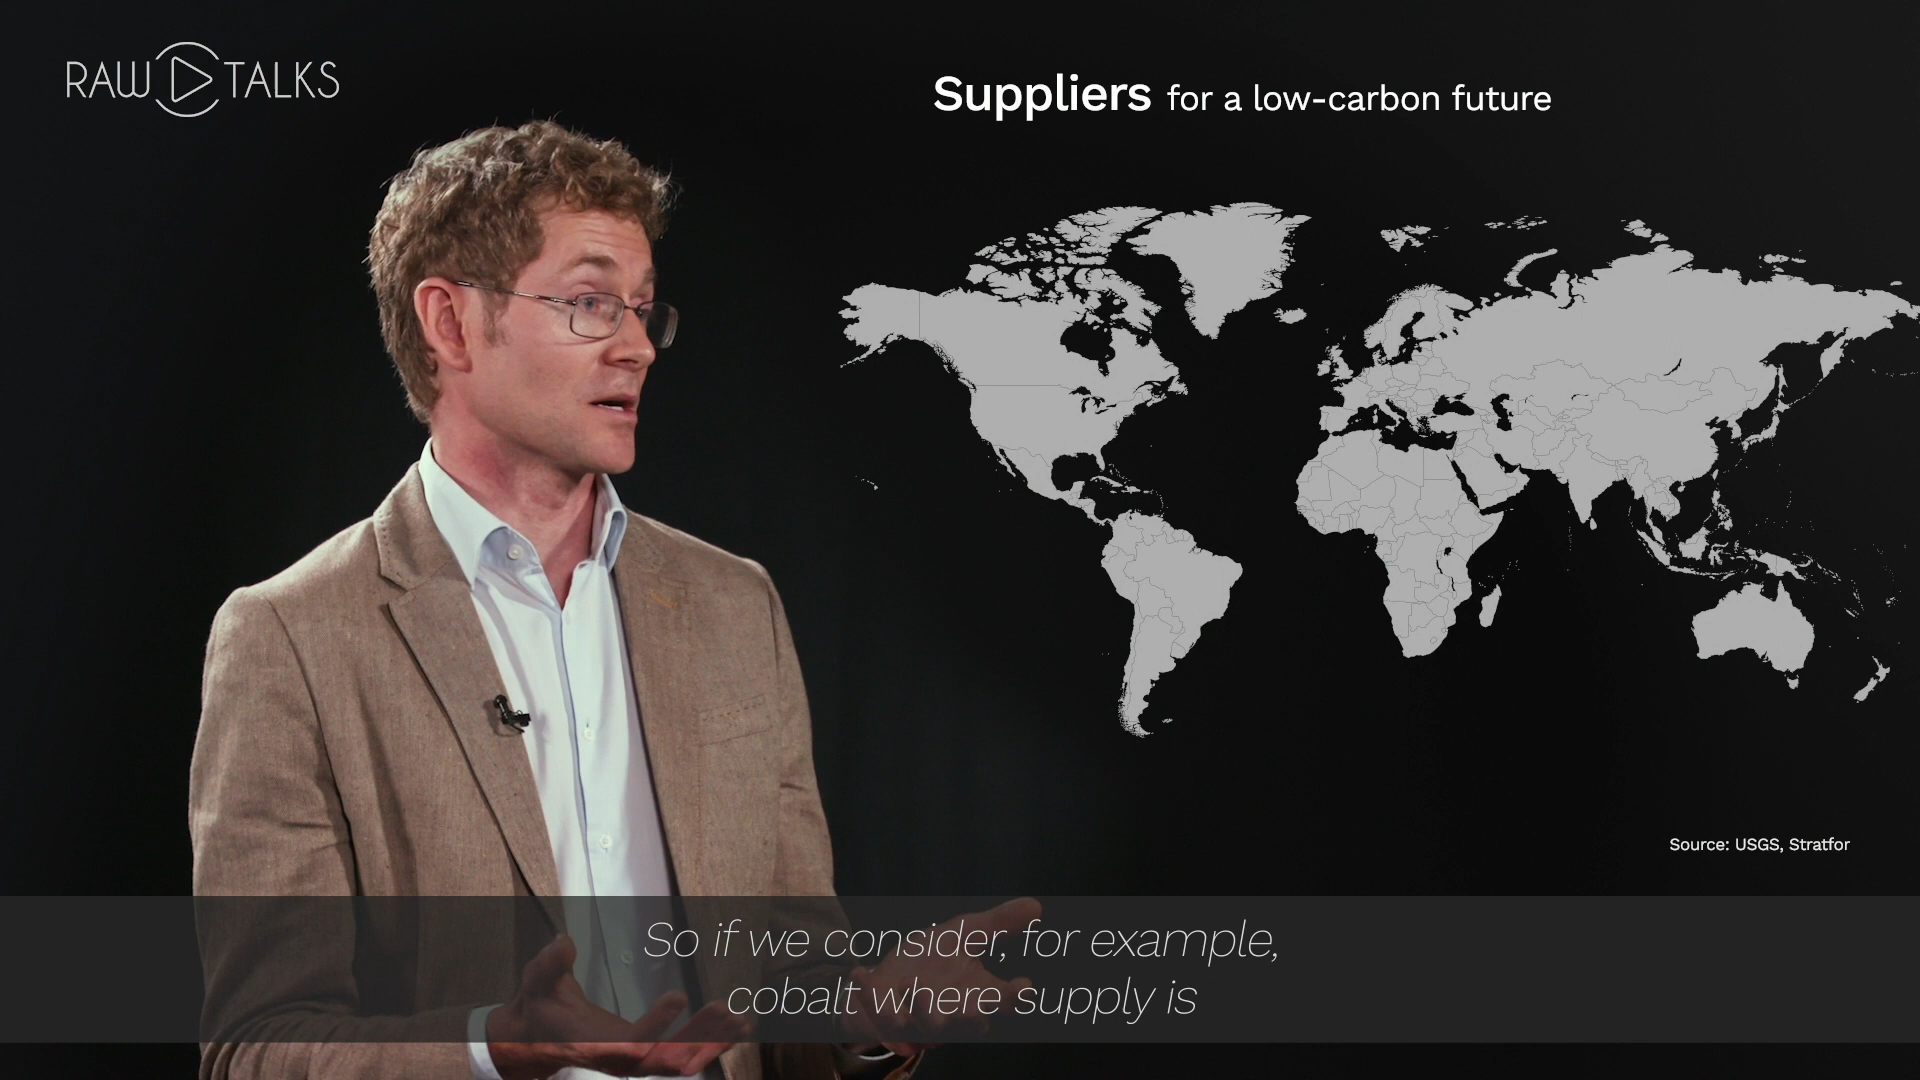 RAW TALKS
Suppliers for a low-carbon future
Source: USGS, Stratfor
So if we consider, for example,
cobalt where supply is